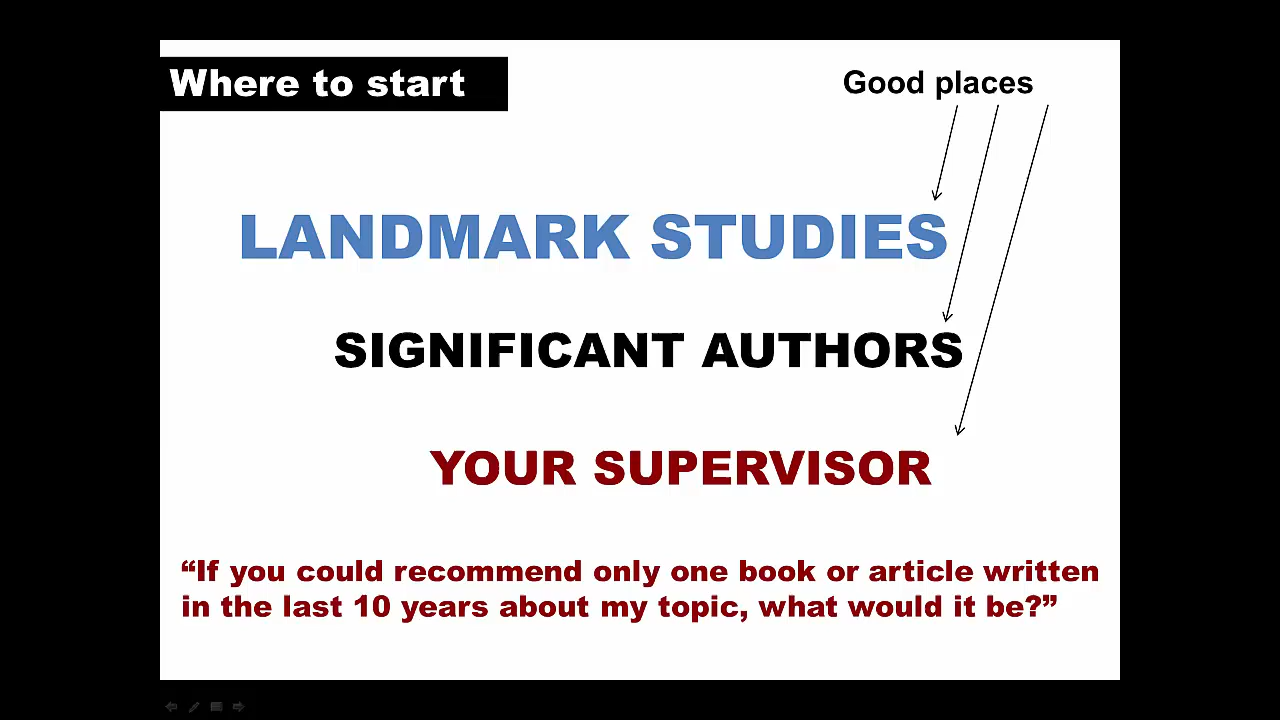 Where to start
Good places
LANDMARK STUDIES
SIGNIFICANT AUTHORS
YOUR SUPERVISOR
“If you could recommend only one book or article written
in the last 10 years about my topic, what would it be?”